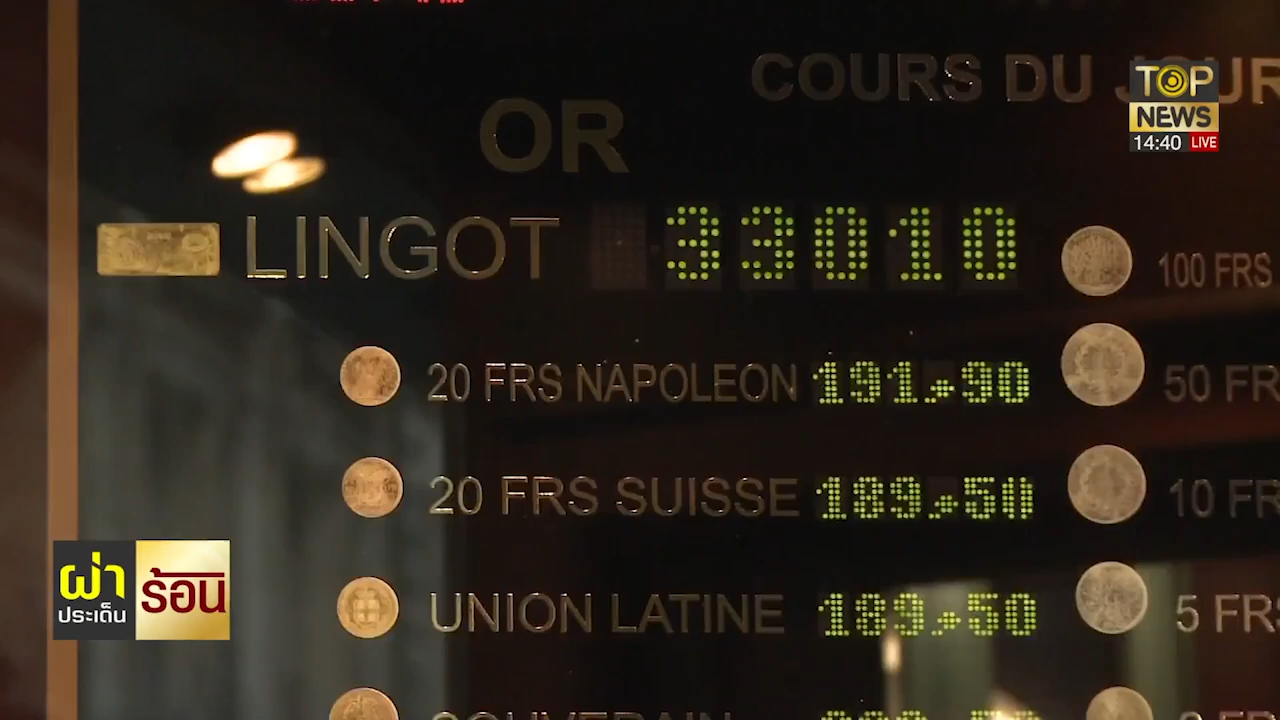 COURS DU JOUR
TOP
NEWS
14:40 LIVE
OR
LINGOT 33010
100 FRS
20 FRS NAPOLEON 191,90
50 FR
20 FRS SUISSE 189,50
10 FR
UNION LATINE 189,50
5 FRS
SOUVERAIN
ผ่า
ประเด็น
ร้อน